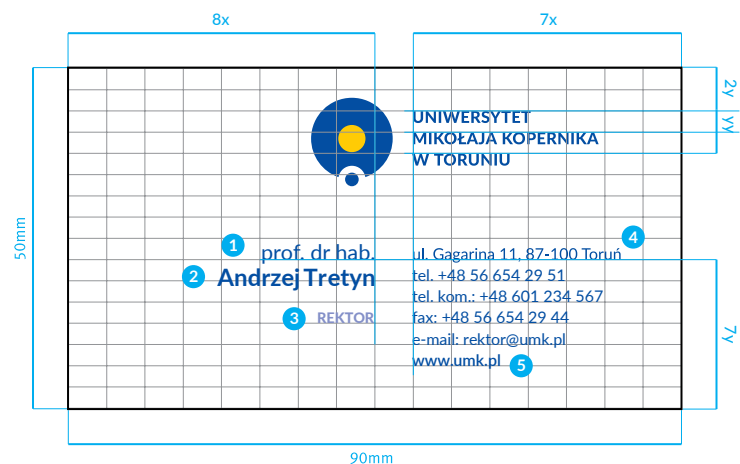 8x
7x
2y
y
y
50mm
UNIWERSYTET
MIKOŁAJA KOPERNIKA
W TORUNIU
1
prof. dr hab.
2
Andrzej Tretyn
3
REKTOR
4
ul. Gagarina 11, 87-100 Toruń
tel. +48 56 654 29 51
tel. kom.: +48 601 234 567
fax: +48 56 654 29 44
e-mail: rektor@umk.pl
www.umk.pl
5
7y
90mm